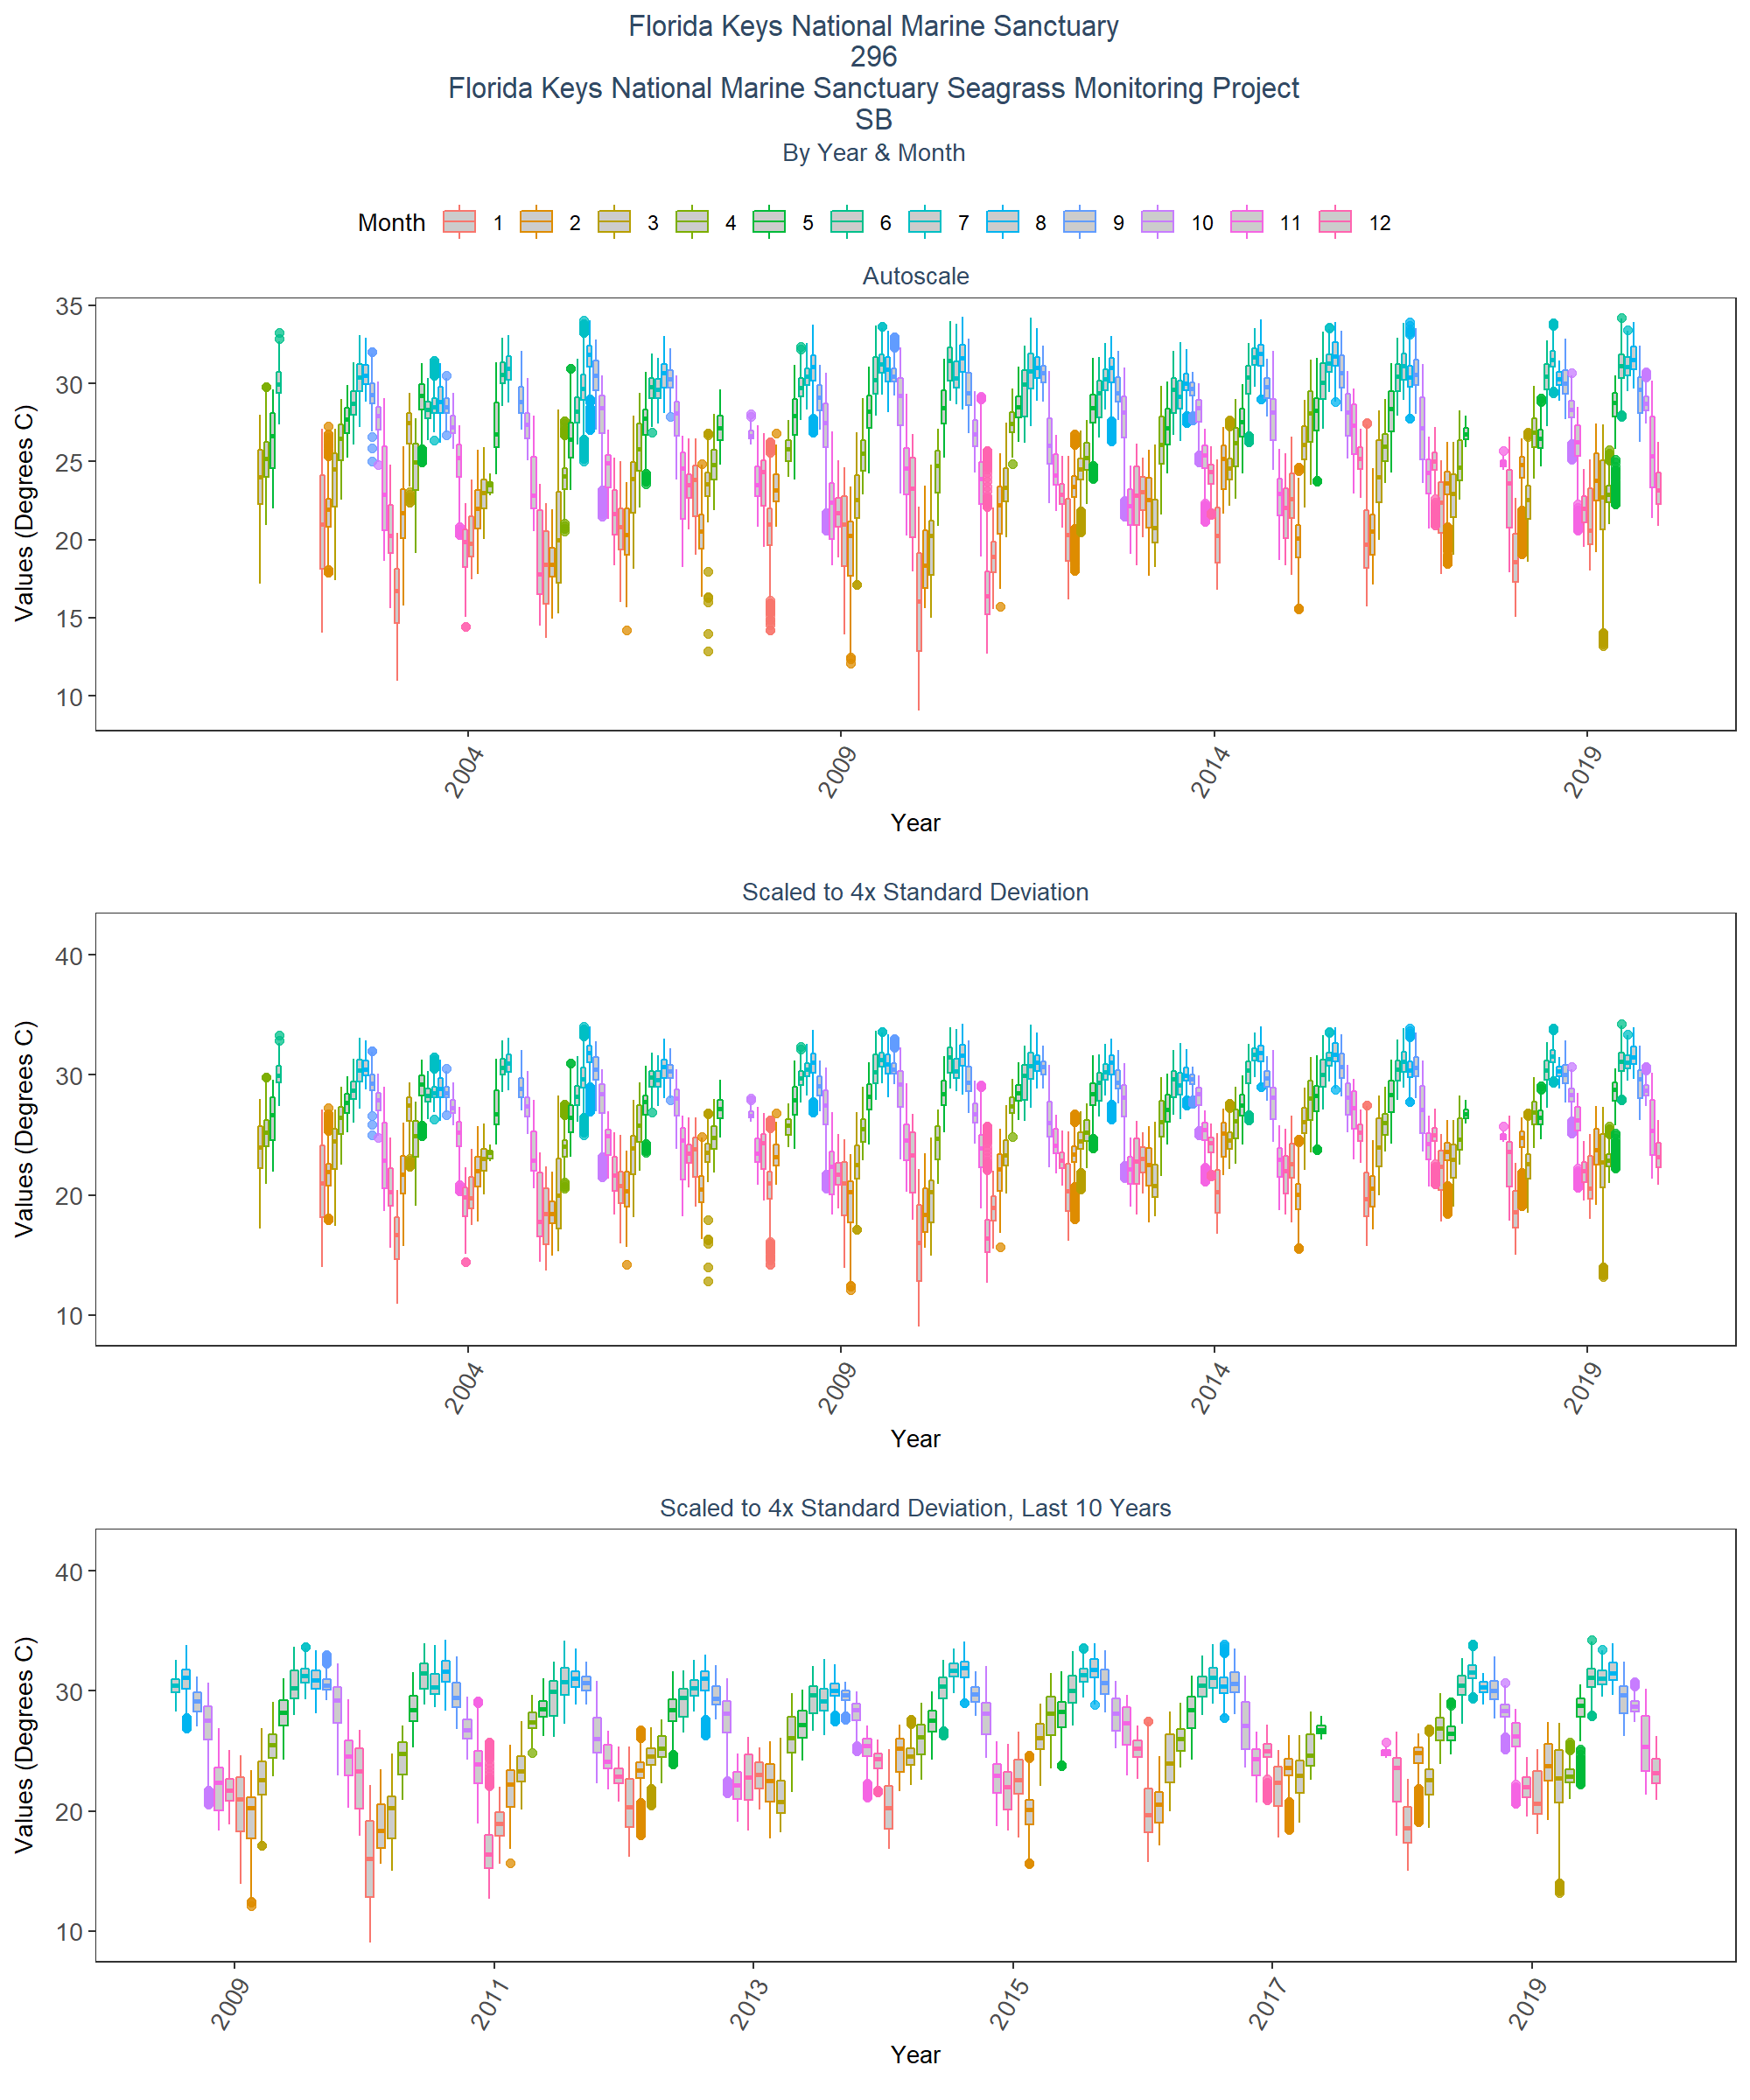 Florida Keys National Marine Sanctuary
296
Florida Keys National Marine Sanctuary Seagrass Monitoring Project
SB
By Year & Month
Month 1 2 3 4 5 6 7 8 9 10 11 12
Autoscale
35
30
25
20
15
10
Values (Degrees C)
2004 2009 2014 2019
Year
Scaled to 4x Standard Deviation
40
30
20
10
Values (Degrees C)
2004 2009 2014 2019
Year
Scaled to 4x Standard Deviation, Last 10 Years
40
30
20
10
Values (Degrees C)
2009 2011 2013 2015 2017 2019
Year